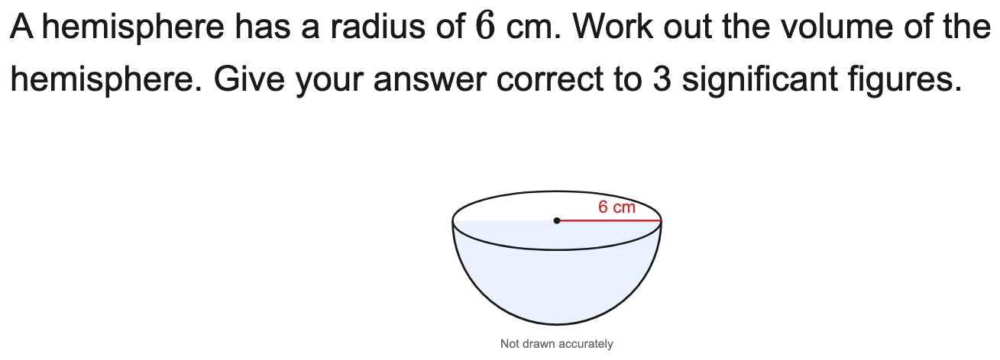 A hemisphere has a radius of 6 cm. Work out the volume of the
hemisphere. Give your answer correct to 3 significant figures.
6 cm
Not drawn accurately